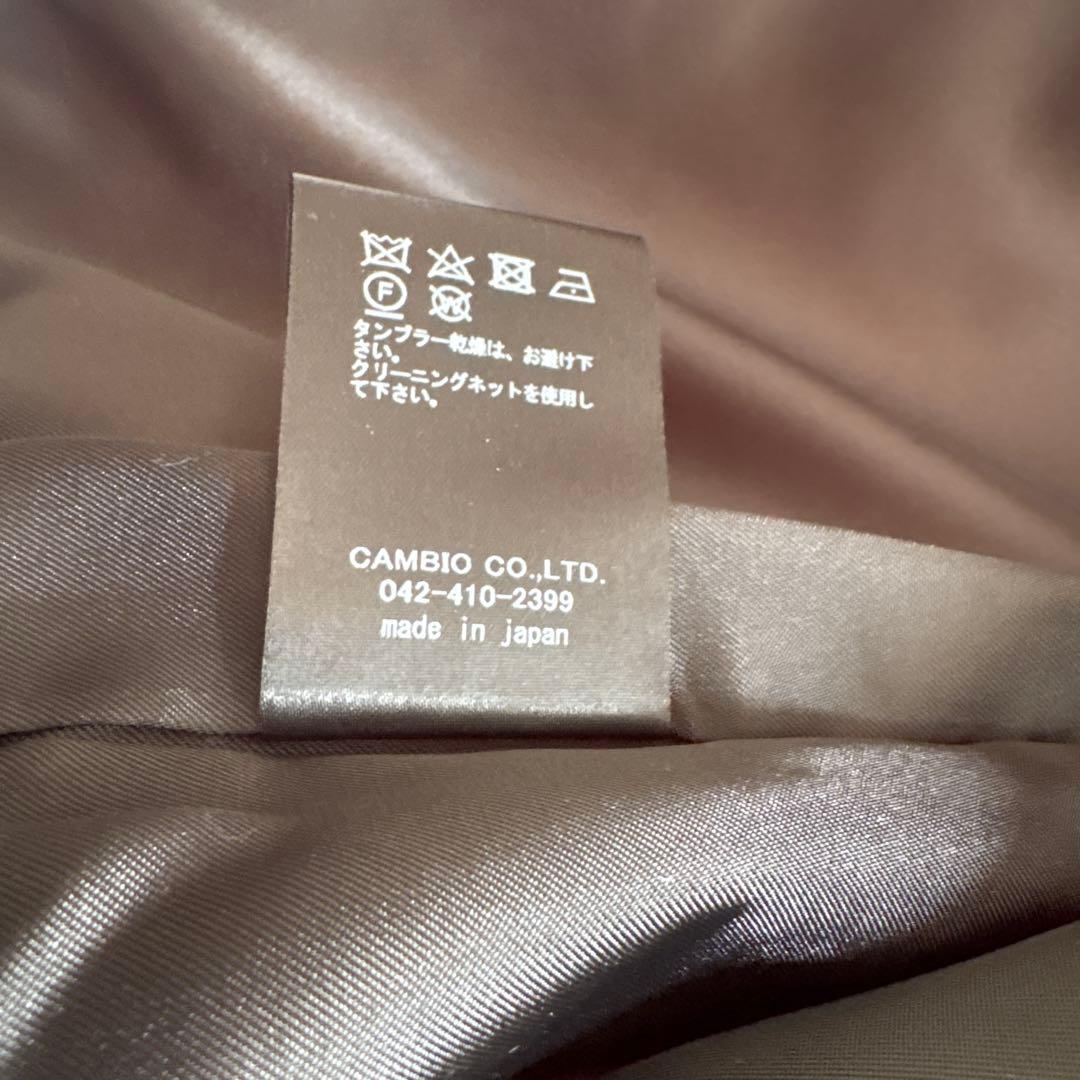 F W
タンブラー乾燥は、お避け下
さい。
クリーニングネットを使用し
て下さい。
CAMBIO CO.,LTD.
042-410-2399
made in japan